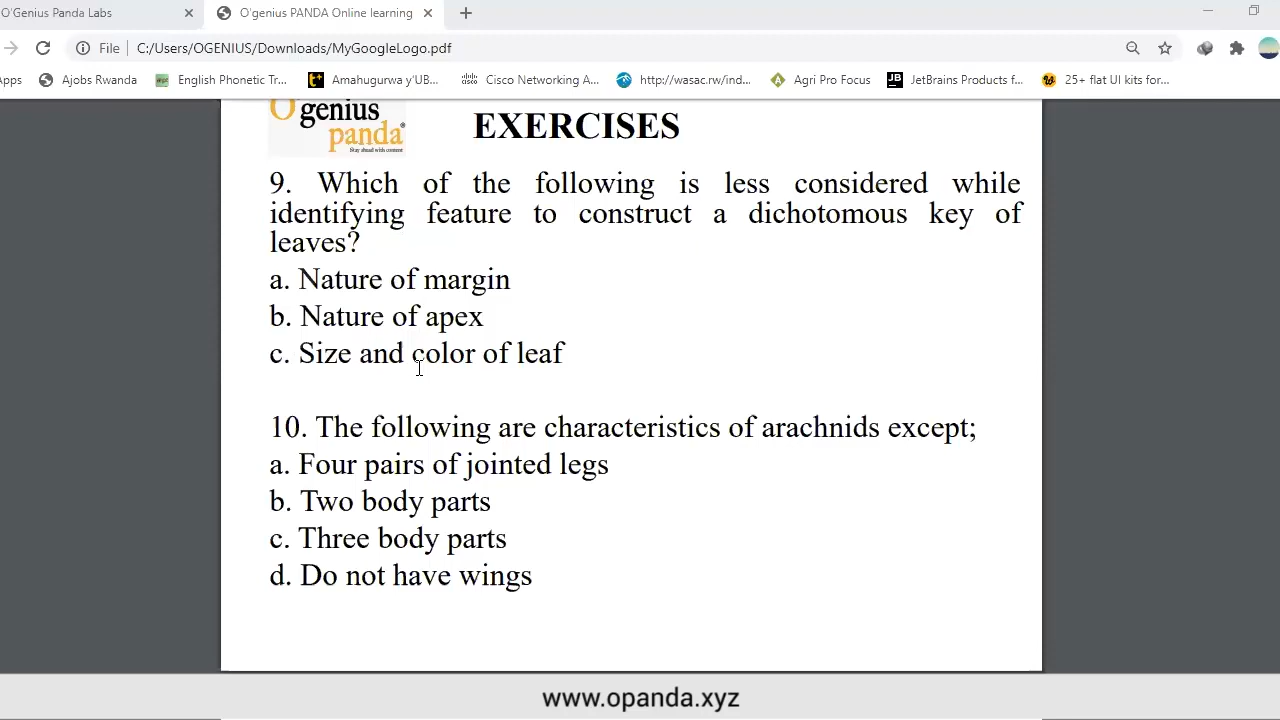 O'Genius Panda Labs
O'genius PANDA Online learning
File
C:/Users/OGENIUS/Downloads/MyGoogleLogo.pdf
Apps
Ajobs Rwanda
English Phonetic Tr...
Amahugurwa y'UB...
Cisco Networking A...
http://wasac.rw/ind...
Agri Pro Focus
JetBrains Products f...
25+ flat UI kits for...
O genius
panda®
Stay ahead with content
EXERCISES
9. Which of the following is less considered while
identifying feature to construct a dichotomous key of
leaves?
a. Nature of margin
b. Nature of apex
c. Size and color of leaf
10. The following are characteristics of arachnids except;
a. Four pairs of jointed legs
b. Two body parts
c. Three body parts
d. Do not have wings
www.opanda.xyz